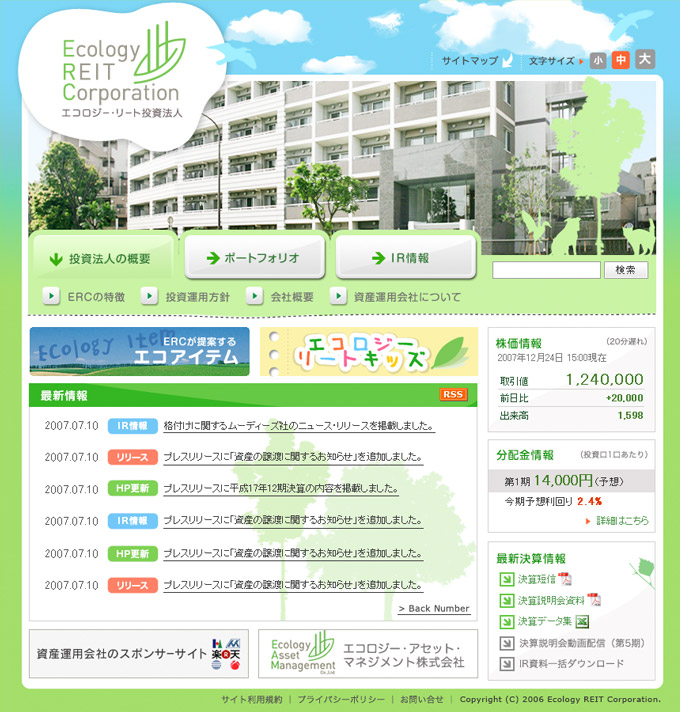 Ecology
REIT
Corporation
エコロジー・リート投資法人
サイトマップ
文字サイズ 小 中 大
投資法人の概要
ポートフォリオ
IR情報
検索
ERCの特徴
投資運用方針
会社概要
資産運用会社について
Ecology Item
ERCが提案する
エコアイテム
エコロジー
リートキッズ
最新情報
RSS
2007.07.10 IR情報 格付けに関するムーディーズ社のニュース・リリースを掲載しました。
2007.07.10 リリース プレスリリースに「資産の譲渡に関するお知らせ」を追加しました。
2007.07.10 HP更新 プレスリリースに平成17年12期決算の内容を掲載しました。
2007.07.10 IR情報 プレスリリースに「資産の譲渡に関するお知らせ」を追加しました。
2007.07.10 HP更新 プレスリリースに「資産の譲渡に関するお知らせ」を追加しました。
2007.07.10 リリース プレスリリースに「資産の譲渡に関するお知らせ」を追加しました。
> Back Number
株価情報 (20分遅れ)
2007年12月24日 15:00現在
取引値 1,240,000
前日比 +20,000
出来高 1,598
分配金情報 (投資口1口あたり)
第1期 14,000円(予想)
今期予想利回り 2.4%
詳細はこちら
最新決算情報
決算短信
決算説明会資料
決算データ集
決算説明会動画配信（第5期）
IR資料一括ダウンロード
資産運用会社のスポンサーサイト
楽天
Ecology
Asset
Management
Co.,Ltd
エコロジー・アセット・
マネジメント株式会社
サイト利用規約 | プライバシーポリシー | お問い合せ | Copyright (C) 2006 Ecology REIT Corporation.